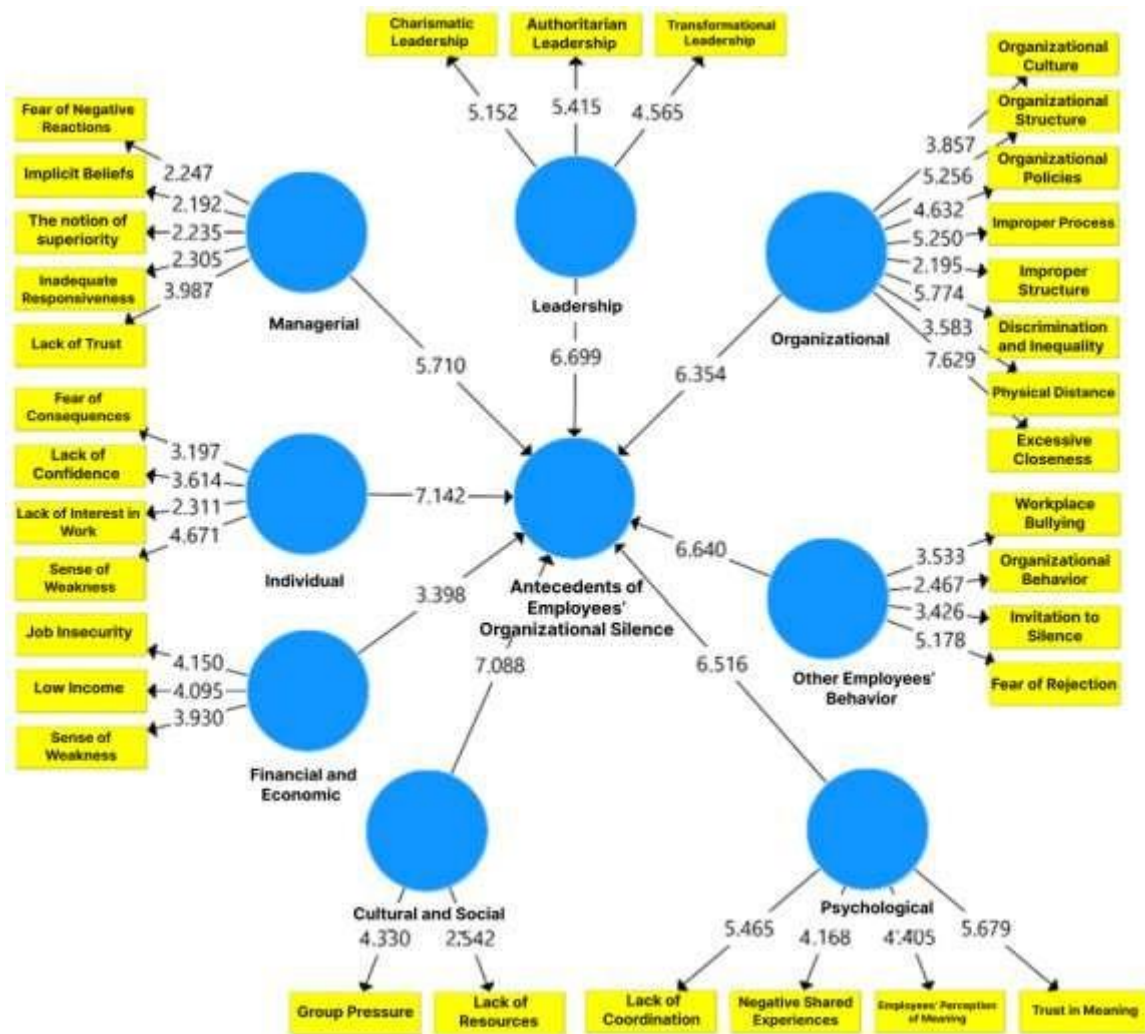 Charismatic
Leadership
Authoritarian
Leadership
Transformational
Leadership
5.152
5.415
4.565
Leadership
6.699
Fear of Negative
Reactions
Implicit Beliefs
The notion of
superiority
Inadequate
Responsiveness
Lack of Trust
2.247
2.192
2.235
2.305
3.987
Managerial
5.710
Organizational
Culture
Organizational
Structure
Organizational
Policies
Improper Process
Improper
Structure
Discrimination
and Inequality
Physical Distance
Excessive
Closeness
3.857
5.256
4.632
5.250
2.195
5.774
3.583
7.629
Organizational
6.354
Fear of
Consequences
Lack of
Confidence
Lack of Interest in
Work
Sense of
Weakness
3.197
3.614
2.311
4.671
Individual
7.142
Antecedents of
Employees'
Organizational Silence
Workplace
Bullying
Organizational
Behavior
Invitation to
Silence
Fear of Rejection
3.533
2.467
3.426
5.178
Other Employees'
Behavior
6.640
Job Insecurity
Low Income
Sense of
Weakness
4.150
4.095
3.930
Financial and
Economic
3.398
Cultural and Social
7.088
4.330
2.542
Group Pressure
Lack of
Resources
Psychological
6.516
5.465
4.168
4.405
5.679
Lack of
Coordination
Negative Shared
Experiences
Employees' Perception
of Meaning
Trust in Meaning